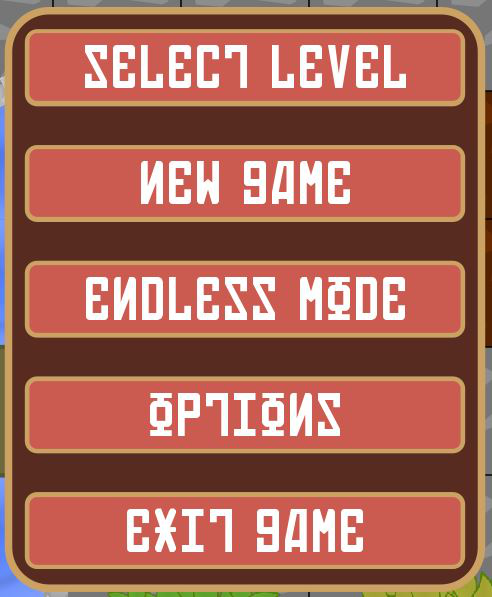 SELECT LEVEL
NEW GAME
ENDLESS MODE
OPTIONS
EXIT GAME